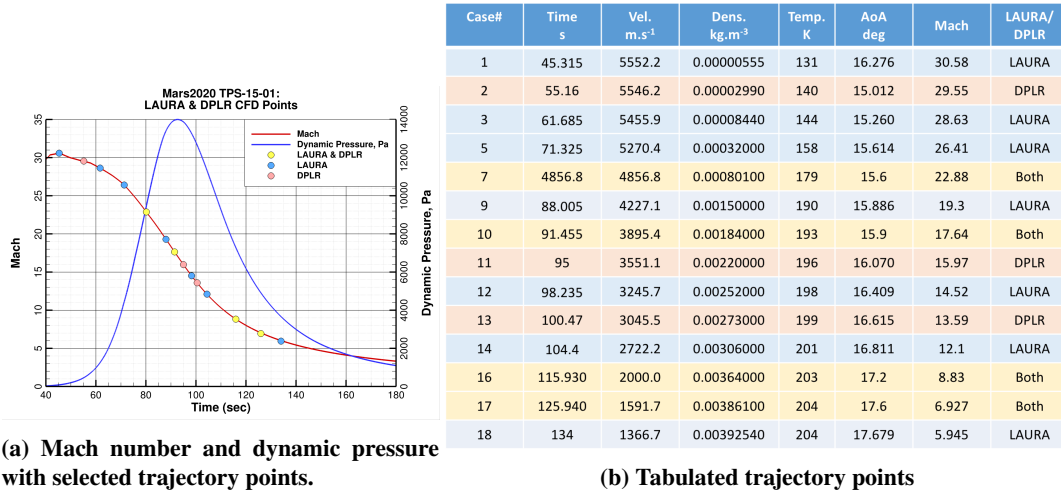 Mars2020 TPS-15-01:
LAURA & DPLR CFD Points
Mach
Dynamic Pressure, Pa
LAURA & DPLR
LAURA
DPLR
35
30
25
20
15
10
5
0
Mach
14000
12000
10000
8000
6000
4000
2000
0
Dynamic Pressure, Pa
40 60 80 100 120 140 160 180
Time (sec)
(a) Mach number and dynamic pressure
with selected trajectory points.
Case# Time s Vel. m.s-1 Dens. kg.m-3 Temp. K AoA deg Mach LAURA/ DPLR
1 45.315 5552.2 0.00000555 131 16.276 30.58 LAURA
2 55.16 5546.2 0.00002990 140 15.012 29.55 DPLR
3 61.685 5455.9 0.00008440 144 15.260 28.63 LAURA
5 71.325 5270.4 0.00032000 158 15.614 26.41 LAURA
7 4856.8 4856.8 0.00080100 179 15.6 22.88 Both
9 88.005 4227.1 0.00150000 190 15.886 19.3 LAURA
10 91.455 3895.4 0.00184000 193 15.9 17.64 Both
11 95 3551.1 0.00220000 196 16.070 15.97 DPLR
12 98.235 3245.7 0.00252000 198 16.409 14.52 LAURA
13 100.47 3045.5 0.00273000 199 16.615 13.59 DPLR
14 104.4 2722.2 0.00306000 201 16.811 12.1 LAURA
16 115.930 2000.0 0.00364000 203 17.2 8.83 Both
17 125.940 1591.7 0.00386100 204 17.6 6.927 Both
18 134 1366.7 0.00392540 204 17.679 5.945 LAURA
(b) Tabulated trajectory points